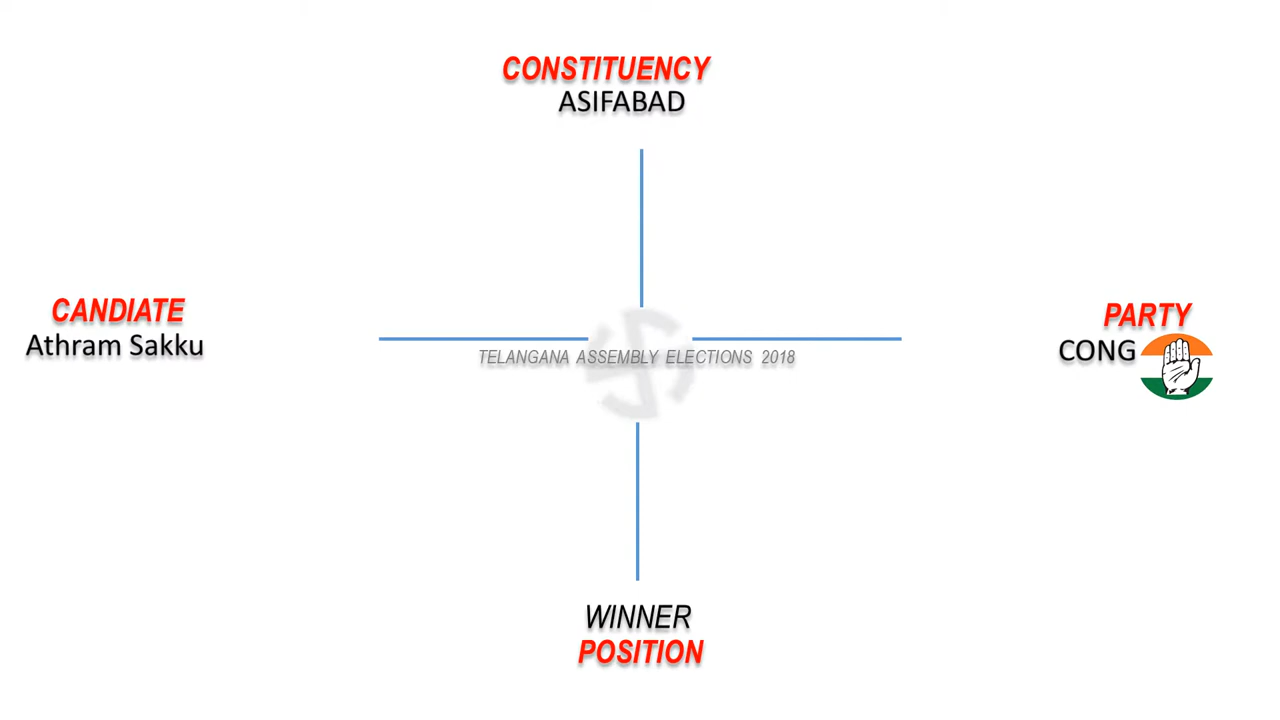 CONSTITUENCY
ASIFABAD
CANDIATE
Athram Sakku
PARTY
CONG
TELANGANA ASSEMBLY ELECTIONS 2018
WINNER
POSITION